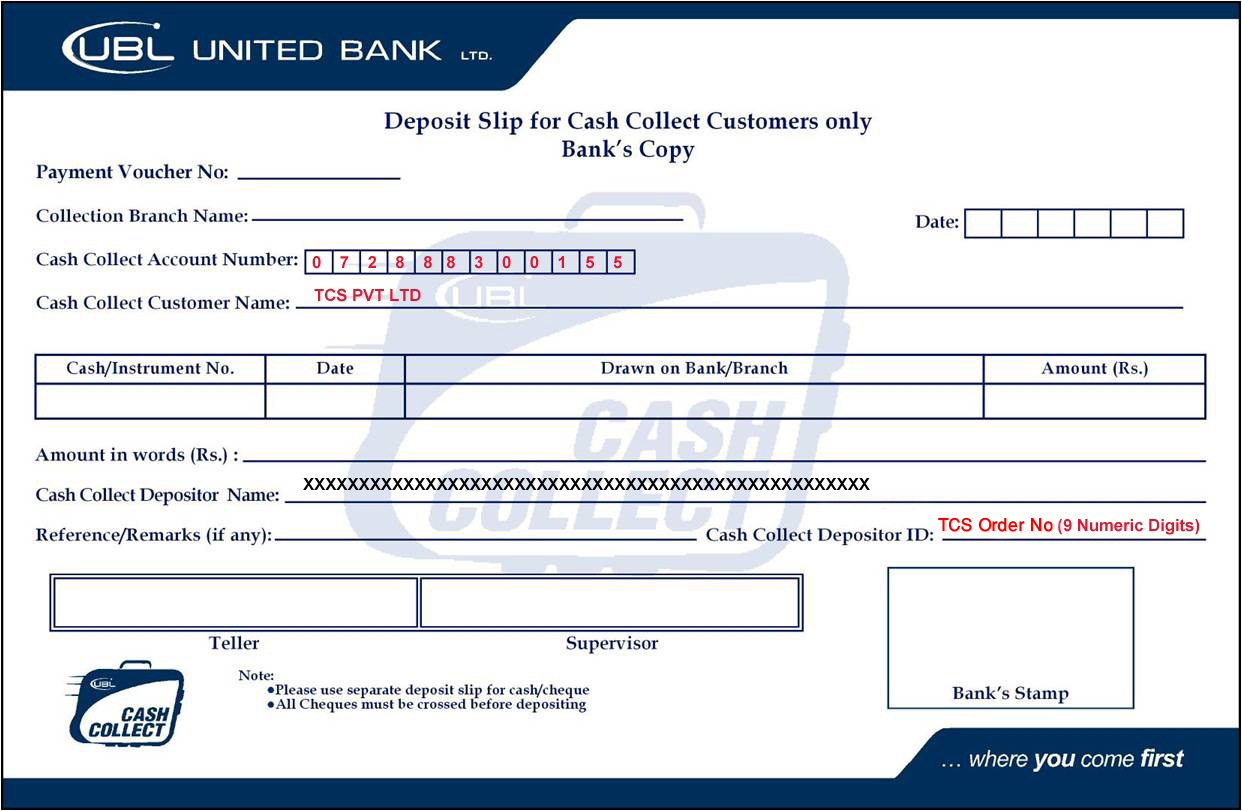 UBL UNITED BANK LTD.
Deposit Slip for Cash Collect Customers only
Bank's Copy
Payment Voucher No:
Collection Branch Name:
Date:
Cash Collect Account Number: 0 7 2 8 8 8 3 0 0 1 5 5
Cash Collect Customer Name: TCS PVT LTD
UBL
Cash/Instrument No. Date Drawn on Bank/Branch Amount (Rs.)
CASH
COLLECT
Amount in words (Rs.) :
Cash Collect Depositor Name: XXXXXXXXXXXXXXXXXXXXXXXXXXXXXXXXXXXXXXXXXXXXXXXXXXX
Reference/Remarks (if any): Cash Collect Depositor ID: TCS Order No (9 Numeric Digits)
Teller Supervisor
Bank's Stamp
Note:
●Please use separate deposit slip for cash/cheque
●All Cheques must be crossed before depositing
UBL
CASH
COLLECT
... where you come first